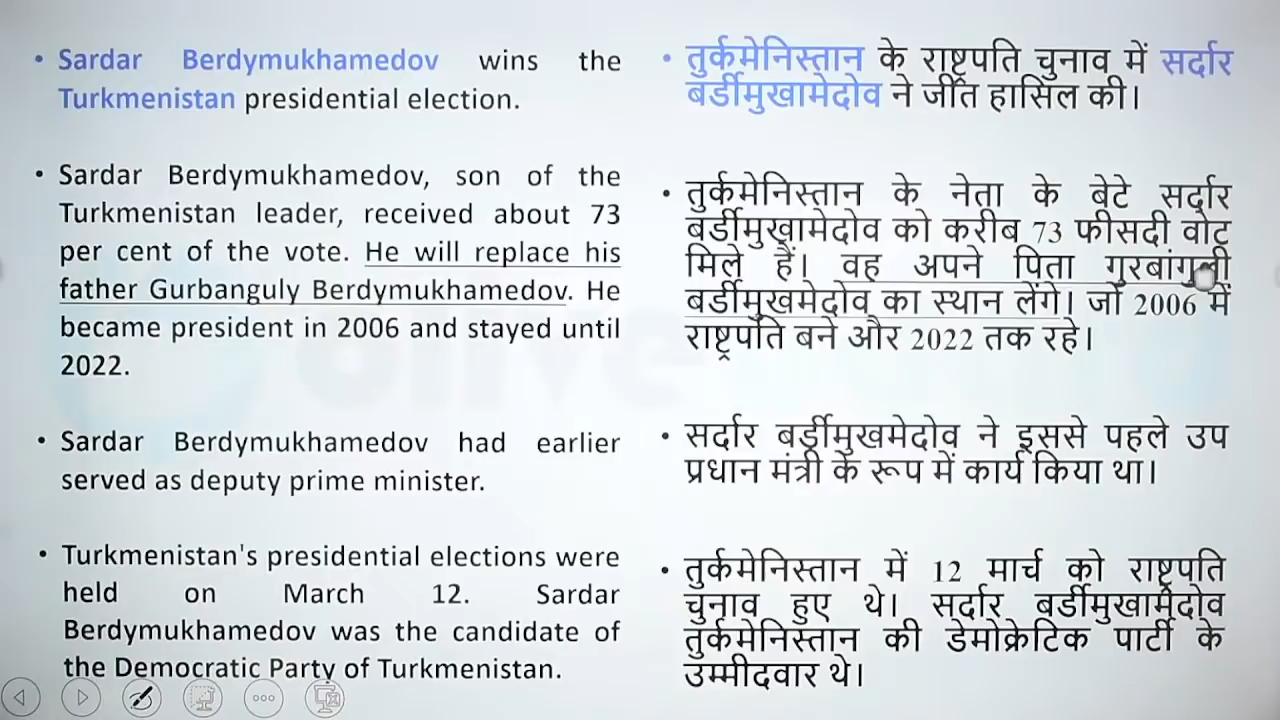 • Sardar Berdymukhamedov wins the
Turkmenistan presidential election.
• Sardar Berdymukhamedov, son of the
Turkmenistan leader, received about 73
per cent of the vote. He will replace his
father Gurbanguly Berdymukhamedov. He
became president in 2006 and stayed until
2022.
• Sardar Berdymukhamedov had earlier
served as deputy prime minister.
• Turkmenistan's presidential elections were
held on March 12. Sardar
Berdymukhamedov was the candidate of
the Democratic Party of Turkmenistan.
• तुर्कमेनिस्तान के राष्ट्रपति चुनाव में सर्दार
बर्डीमुखामेदोव ने जीत हासिल की।
• तुर्कमेनिस्तान के नेता के बेटे सर्दार
बर्डीमुखामेदोव को करीब 73 फीसदी वोट
मिले हैं। वह अपने पिता गुरबांगुली
बर्डीमुखमेदोव का स्थान लेंगे। जो 2006 में
राष्ट्रपति बने और 2022 तक रहे।
• सर्दार बर्डीमुखमेदोव ने इससे पहले उप
प्रधान मंत्री के रूप में कार्य किया था।
• तुर्कमेनिस्तान में 12 मार्च को राष्ट्रपति
चुनाव हुए थे। सर्दार बर्डीमुखामेदोव
तुर्कमेनिस्तान की डेमोक्रेटिक पार्टी के
उम्मीदवार थे।